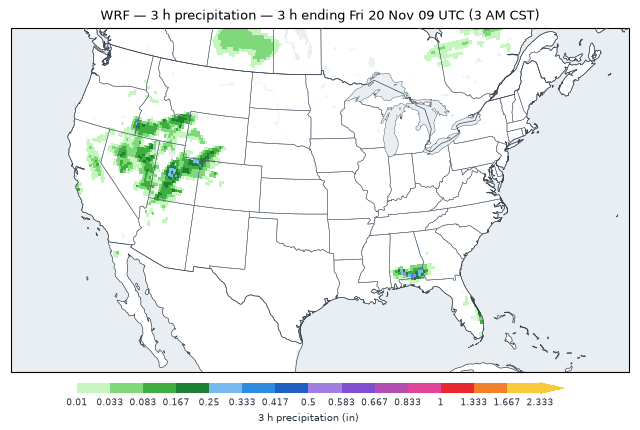 WRF — 3 h precipitation — 3 h ending Fri 20 Nov 09 UTC (3 AM CST)
0.01 0.033 0.083 0.167 0.25 0.333 0.417 0.5 0.583 0.667 0.833 1 1.333 1.667 2.333
3 h precipitation (in)